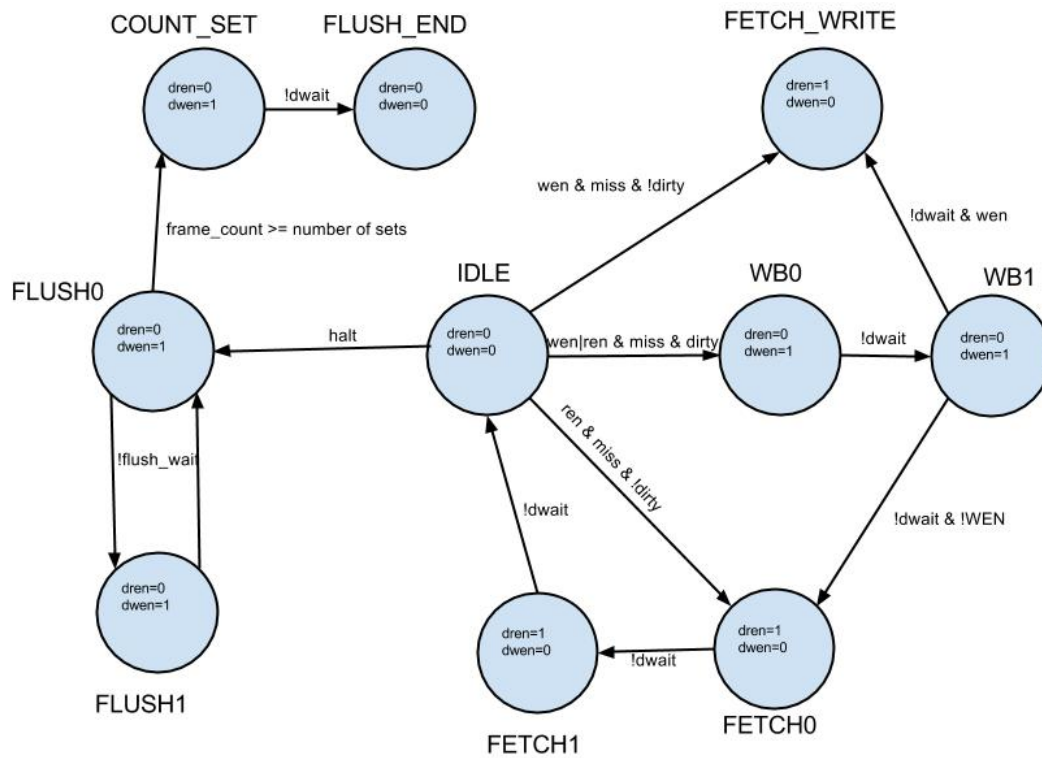 COUNT_SET
FLUSH_END
FETCH_WRITE
dren=0
dwen=1
!dwait
dren=0
dwen=0
dren=1
dwen=0
wen & miss & !dirty
!dwait & wen
frame_count >= number of sets
FLUSH0
IDLE
WB0
WB1
dren=0
dwen=1
halt
dren=0
dwen=0
wen|ren & miss & dirty
dren=0
dwen=1
!dwait
dren=0
dwen=1
ren & miss & !dirty
!flush_wait
!dwait
!dwait & !WEN
dren=0
dwen=1
dren=1
dwen=0
!dwait
dren=1
dwen=0
FLUSH1
FETCH1
FETCH0